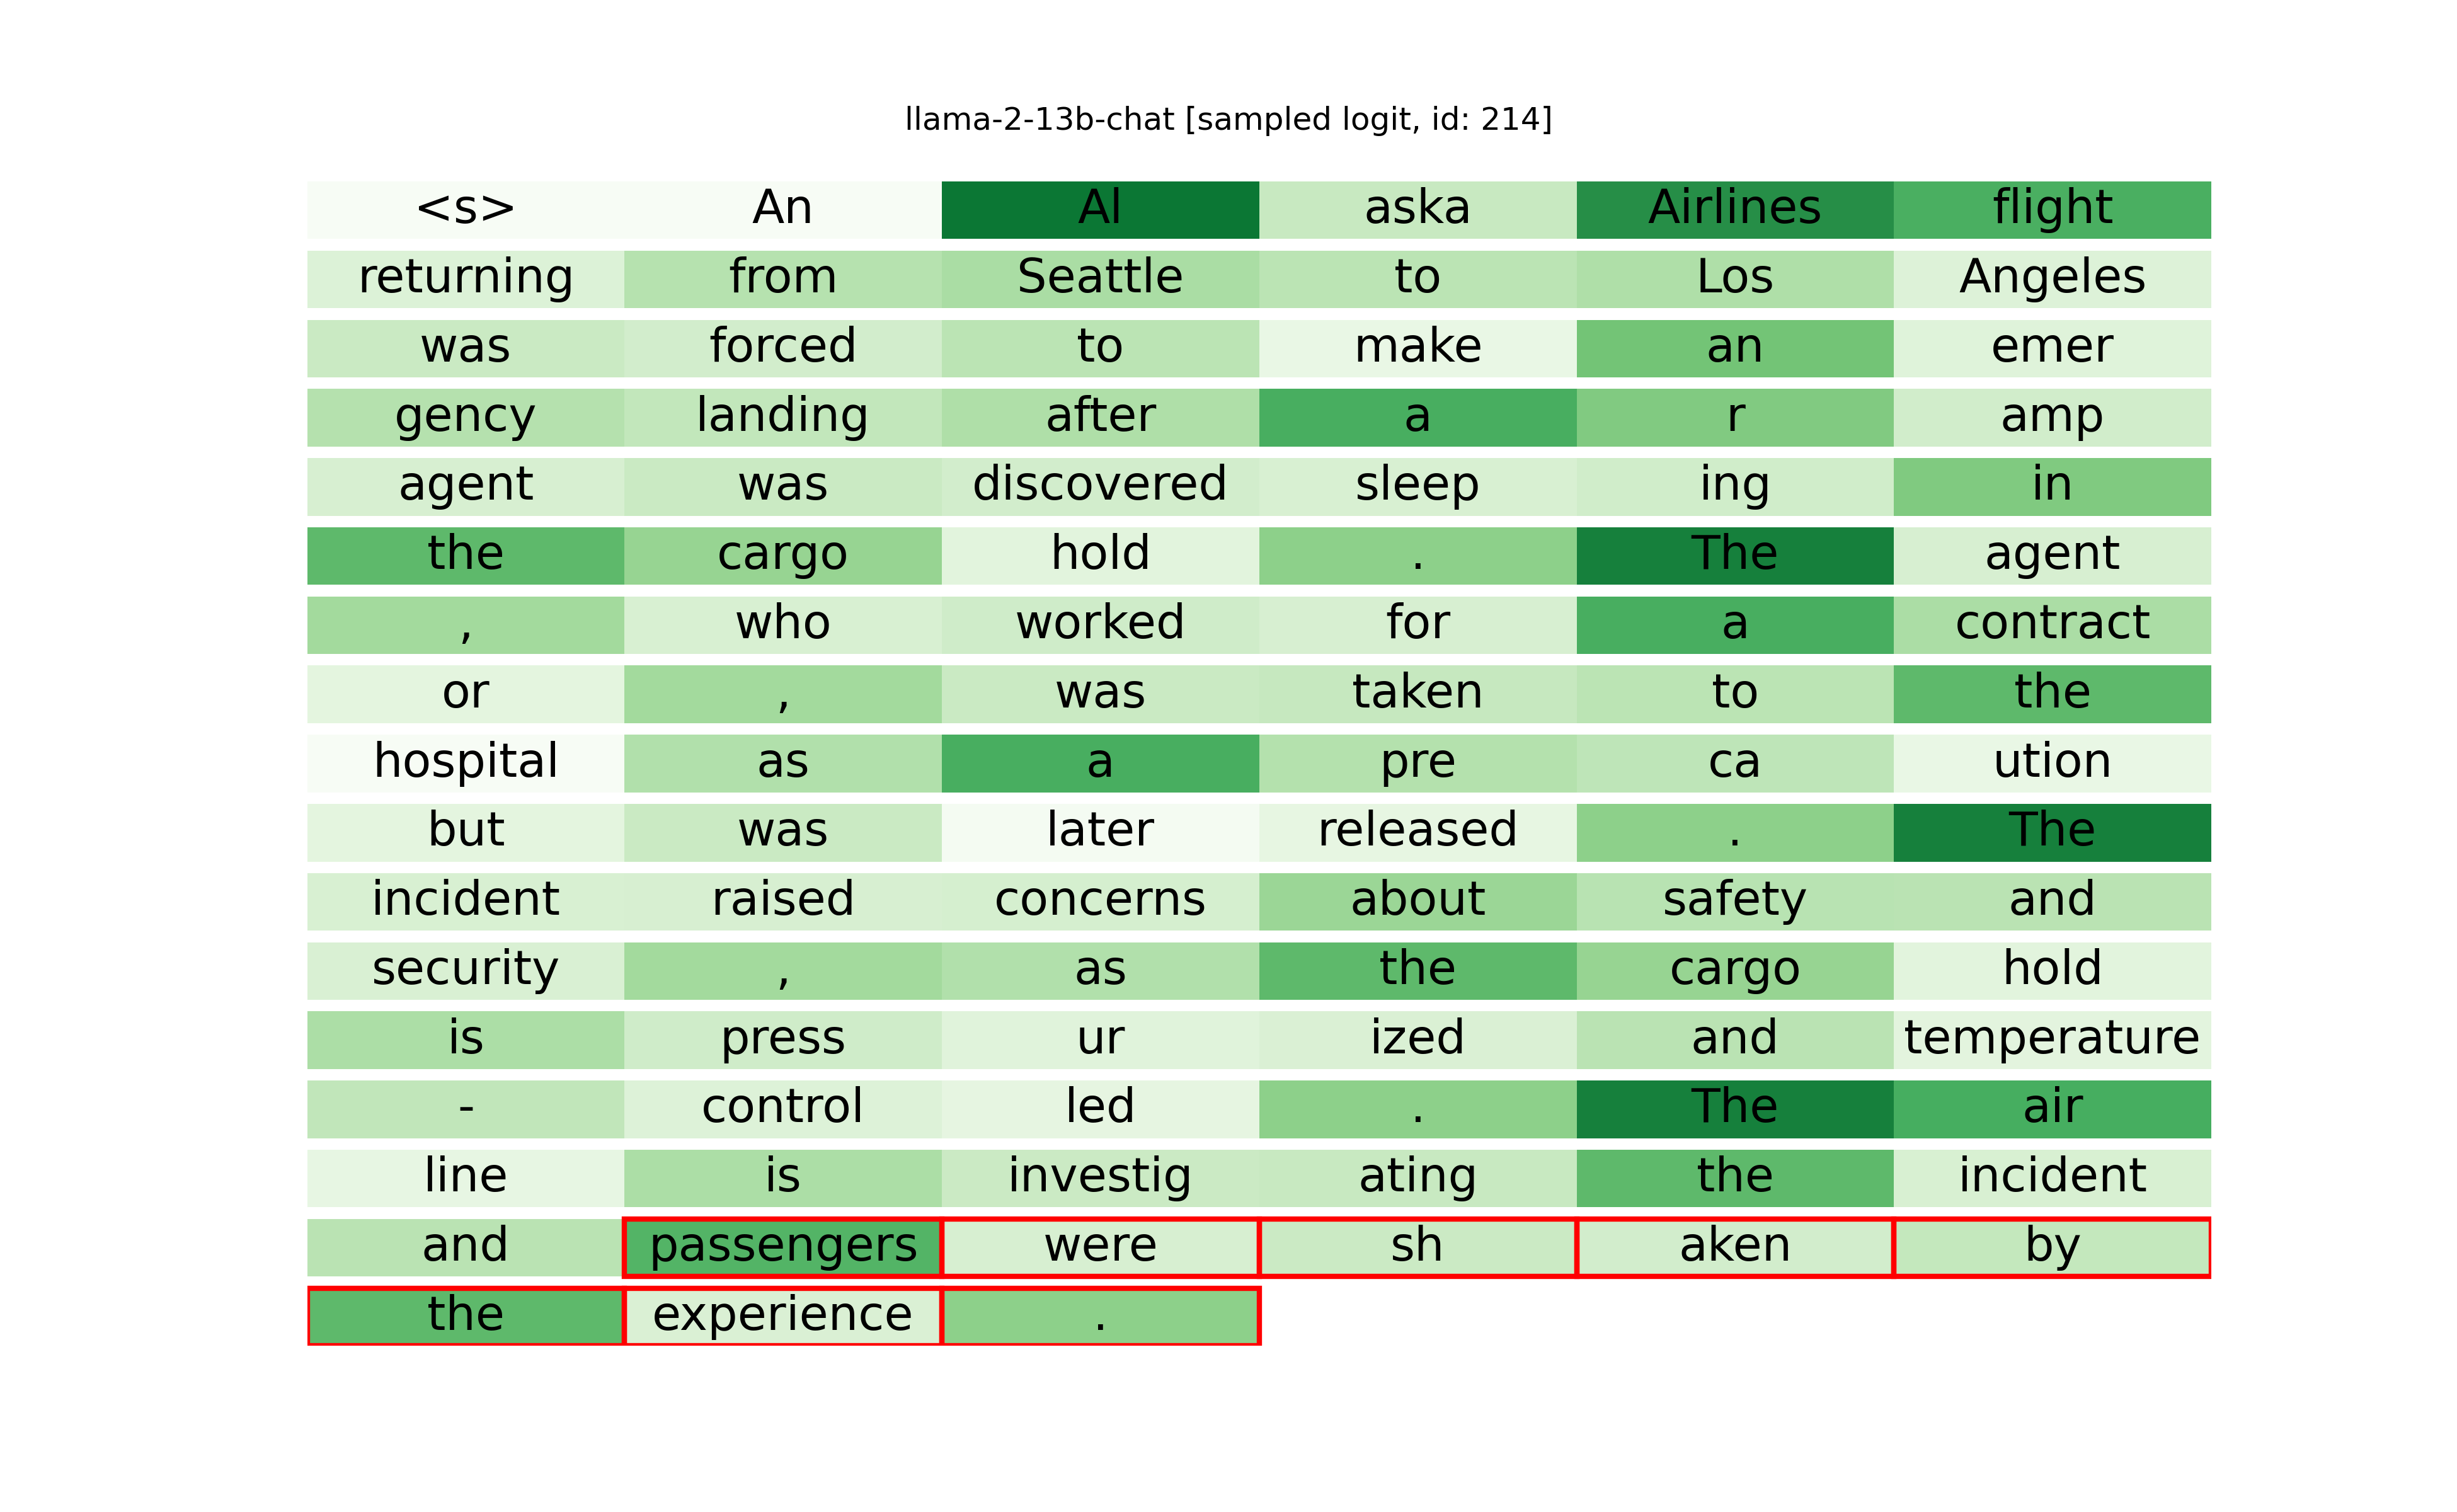 llama-2-13b-chat [sampled logit, id: 214]
<s> An Al aska Airlines flight
returning from Seattle to Los Angeles
was forced to make an emer
gency landing after a r amp
agent was discovered sleep ing in
the cargo hold . The agent
, who worked for a contract
or , was taken to the
hospital as a pre ca ution
but was later released . The
incident raised concerns about safety and
security , as the cargo hold
is press ur ized and temperature
- control led . The air
line is investig ating the incident
and passengers were sh aken by
the experience .